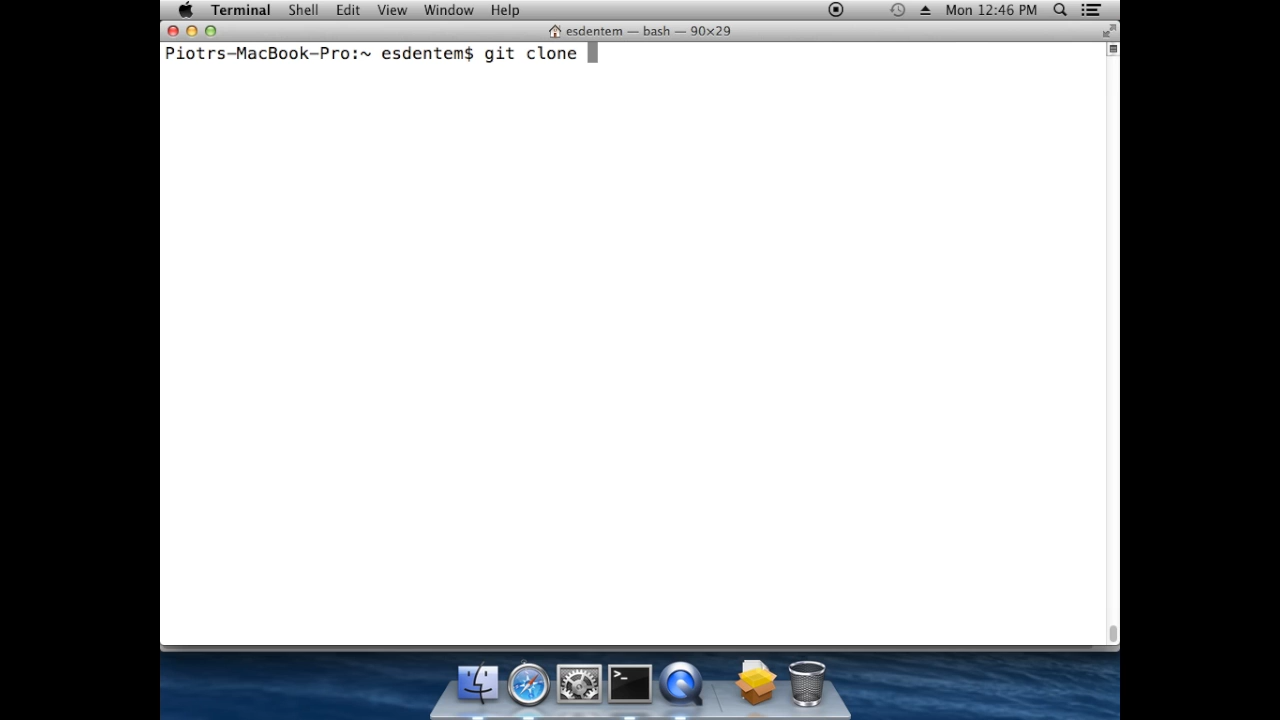 Terminal Shell Edit View Window Help Mon 12:46 PM
esdentem — bash — 90×29
Piotrs-MacBook-Pro:~ esdentem$ git clone
>_